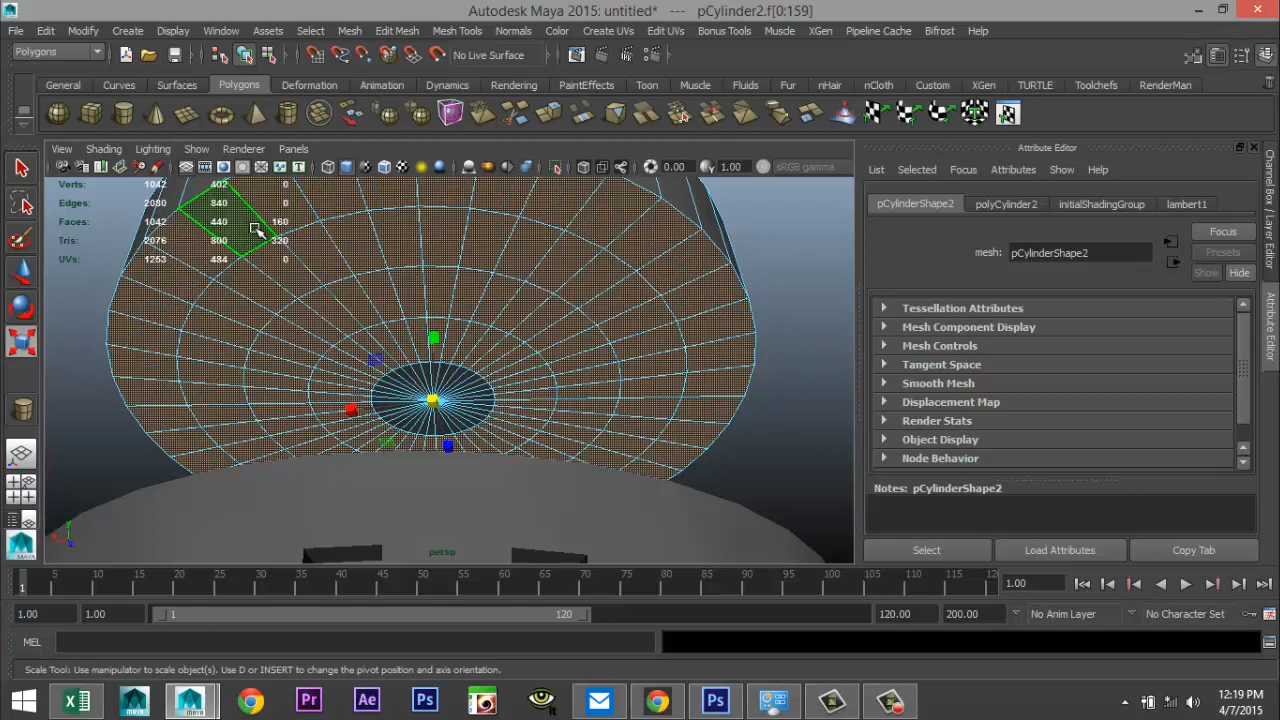 Autodesk Maya 2015: untitled*   ---   pCylinder2.f[0:159]
File Edit Modify Create Display Window Assets Select Mesh Edit Mesh Mesh Tools Normals Color Create UVs Edit UVs Bonus Tools Muscle XGen Pipeline Cache Bifrost Help
Polygons No Live Surface
General Curves Surfaces Polygons Deformation Animation Dynamics Rendering PaintEffects Toon Muscle Fluids Fur nHair nCloth Custom XGen TURTLE Toolchefs RenderMan
View Shading Lighting Show Renderer Panels
Attribute Editor
0.00 1.00 sRGB gamma
List Selected Focus Attributes Show Help
Verts: 1042 402 0
Edges: 2080 840 0
Faces: 1042 440 160
Tris: 2076 800 320
UVs: 1253 484 0
pCylinderShape2 polyCylinder2 initialShadingGroup lambert1
Focus
mesh: pCylinderShape2
Presets
Show Hide
Tessellation Attributes
Mesh Component Display
Mesh Controls
Tangent Space
Smooth Mesh
Displacement Map
Render Stats
Object Display
Node Behavior
Notes: pCylinderShape2
Channel Box / Layer Editor
Attribute Editor
persp
Select Load Attributes Copy Tab
1 5 10 15 20 25 30 35 40 45 50 55 60 65 70 75 80 85 90 95 100 105 110 115 120
1.00
1.00 1.00 1 120 120.00 200.00 No Anim Layer No Character Set
MEL
Scale Tool: Use manipulator to scale object(s). Use D or INSERT to change the pivot position and axis orientation.
MAYA
Pr Ae Ps Ps
12:19 PM
4/7/2015